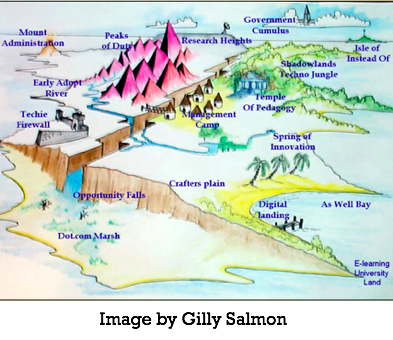 Government
Cumulus
Mount
Administration
Peaks
of Duty
Research Heights
Isle of
Instead Of
Shadowlands
Techno Jungle
Early Adopt
River
Temple
Of Pedagogy
Techie
Firewall
Management
Camp
Spring of
Innovation
Crafters plain
Opportunity Falls
Digital
landing
As Well Bay
Dot.com Marsh
E-learning
University
Land
Image by Gilly Salmon